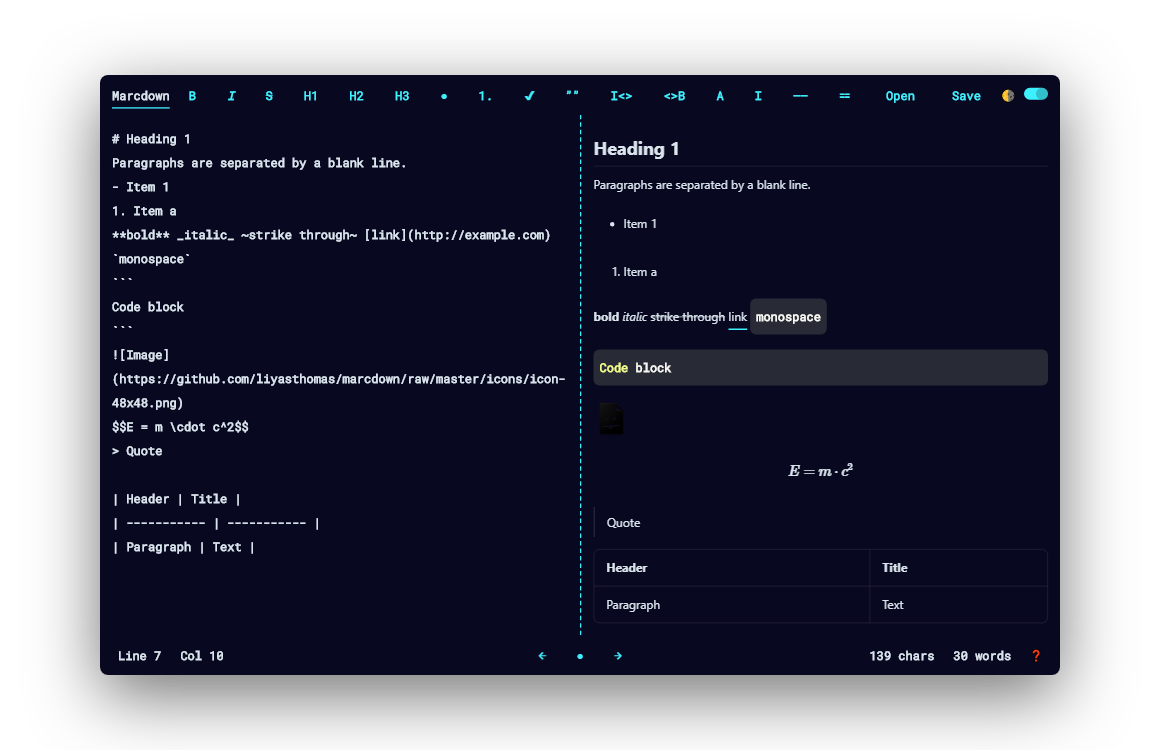 Marcdown B I S H1 H2 H3 • 1. ✔ "" I<> <>B A I — == Open Save
# Heading 1
Paragraphs are separated by a blank line.
- Item 1
1. Item a
**bold** _italic_ ~strike through~ [link](http://example.com)
`monospace`
```
Code block
```
![Image]
(https://github.com/liyasthomas/marcdown/raw/master/icons/icon-
48x48.png)
$$E = m \cdot c^2$$
> Quote
| Header | Title |
| ----------- | ----------- |
| Paragraph | Text |
Heading 1
Paragraphs are separated by a blank line.
• Item 1
1. Item a
bold italic strike through link monospace
Code block
E = m · c²
Quote
Header Title
Paragraph Text
Line 7 Col 10 ← • → 139 chars 30 words ?